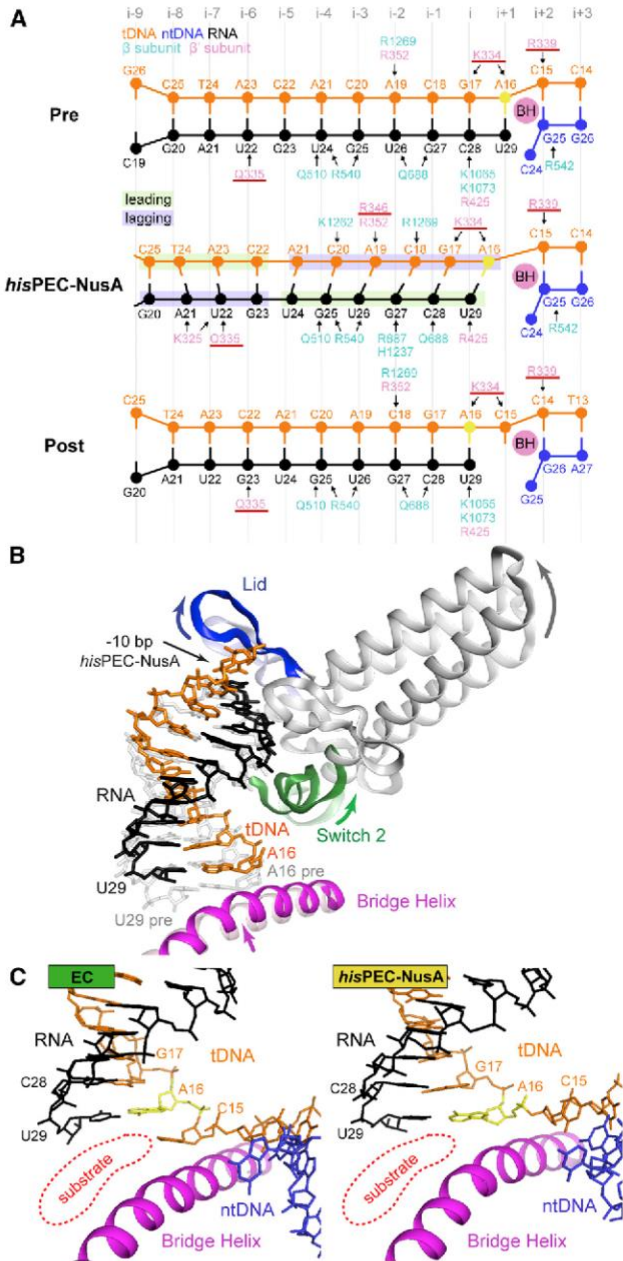 A
i-9 i-8 i-7 i-6 i-5 i-4 i-3 i-2 i-1 i i+1 i+2 i+3
tDNA ntDNA RNA
β subunit β' subunit
R1269
R352
K334
R339
G26 C25 T24 A23 C22 A21 C20 A19 C18 G17 A16 C15 C14
Pre
BH
C19 G20 A21 U22 G23 U24 G25 U26 G27 C28 U29 C24 G25 G26
Q335 Q510 R540 Q688 K1065 R542
K1073
R425
leading
lagging
R346
K1262 R352 R1269 K334 R339
C25 T24 A23 C22 A21 C20 A19 C18 G17 A16 C15 C14
hisPEC-NusA
BH
G20 A21 U22 G23 U24 G25 U26 G27 C28 U29 C24 G25 G26
K325 Q335 Q510 R540 R687 Q688 R425 R542
H1237
R1269
R352
K334
R339
C25 T24 A23 C22 A21 C20 A19 C18 G17 A16 C15 C14 T13
Post
BH
G20 A21 U22 G23 U24 G25 U26 G27 C28 U29 G25 G26 A27
Q335 Q510 R540 Q688 K1065
K1073
R425
B
Lid
-10 bp
hisPEC-NusA
RNA
tDNA
Switch 2
A16
U29
A16 pre
U29 pre
Bridge Helix
C
EC
RNA
tDNA
G17
C28
A16
C15
U29
substrate
ntDNA
Bridge Helix
hisPEC-NusA
RNA
tDNA
G17
A16
C15
C28
U29
substrate
ntDNA
Bridge Helix